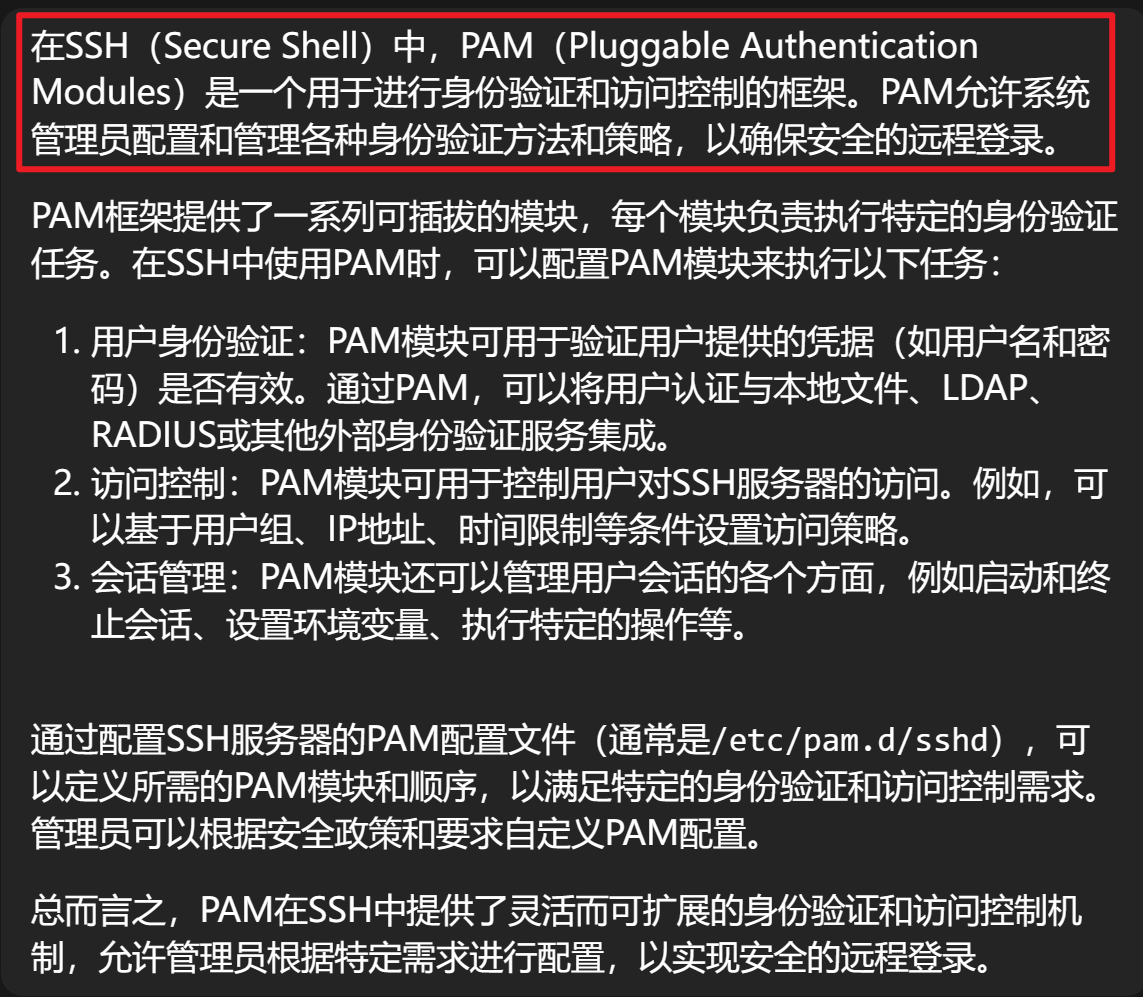 在SSH（Secure Shell）中，PAM（Pluggable Authentication
Modules）是一个用于进行身份验证和访问控制的框架。PAM允许系统
管理员配置和管理各种身份验证方法和策略，以确保安全的远程登录。
PAM框架提供了一系列可插拔的模块，每个模块负责执行特定的身份验证
任务。在SSH中使用PAM时，可以配置PAM模块来执行以下任务：
1. 用户身份验证：PAM模块可用于验证用户提供的凭据（如用户名和密
码）是否有效。通过PAM，可以将用户认证与本地文件、LDAP、
RADIUS或其他外部身份验证服务集成。
2. 访问控制：PAM模块可用于控制用户对SSH服务器的访问。例如，可
以基于用户组、IP地址、时间限制等条件设置访问策略。
3. 会话管理：PAM模块还可以管理用户会话的各个方面，例如启动和终
止会话、设置环境变量、执行特定的操作等。
通过配置SSH服务器的PAM配置文件（通常是/etc/pam.d/sshd），可
以定义所需的PAM模块和顺序，以满足特定的身份验证和访问控制需求。
管理员可以根据安全政策和要求自定义PAM配置。
总而言之，PAM在SSH中提供了灵活而可扩展的身份验证和访问控制机
制，允许管理员根据特定需求进行配置，以实现安全的远程登录。